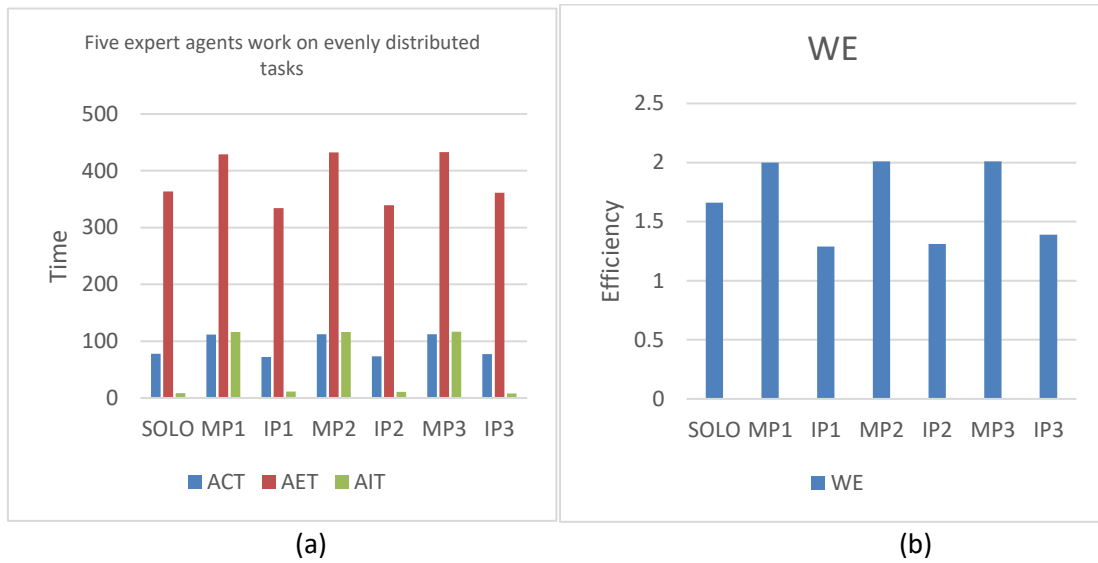 Five expert agents work on evenly distributed
tasks
500
400
300
200
100
0
Time
SOLO MP1 IP1 MP2 IP2 MP3 IP3
ACT AET AIT
(a)
WE
2.5
2
1.5
1
0.5
0
Efficiency
SOLO MP1 IP1 MP2 IP2 MP3 IP3
WE
(b)